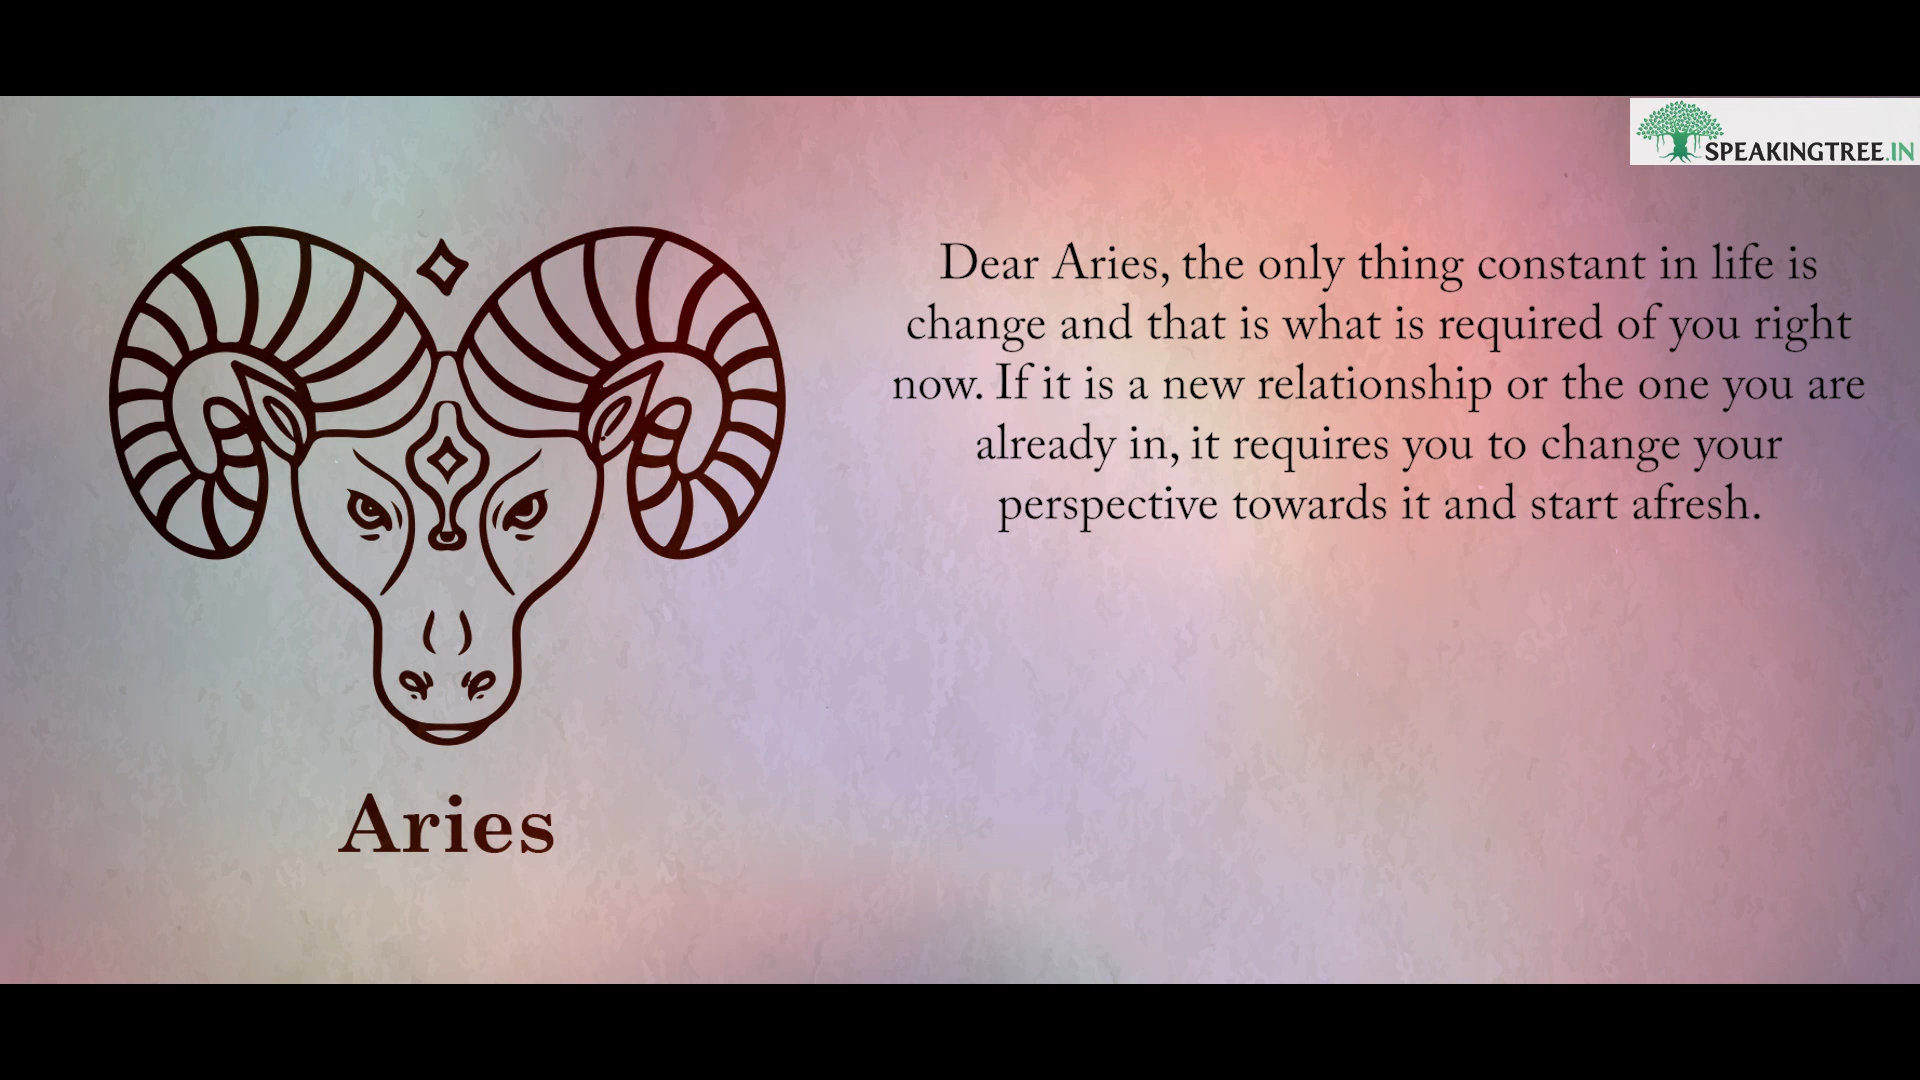 SPEAKINGTREE.IN
Dear Aries, the only thing constant in life is
change and that is what is required of you right
now. If it is a new relationship or the one you are
already in, it requires you to change your
perspective towards it and start afresh.
Aries